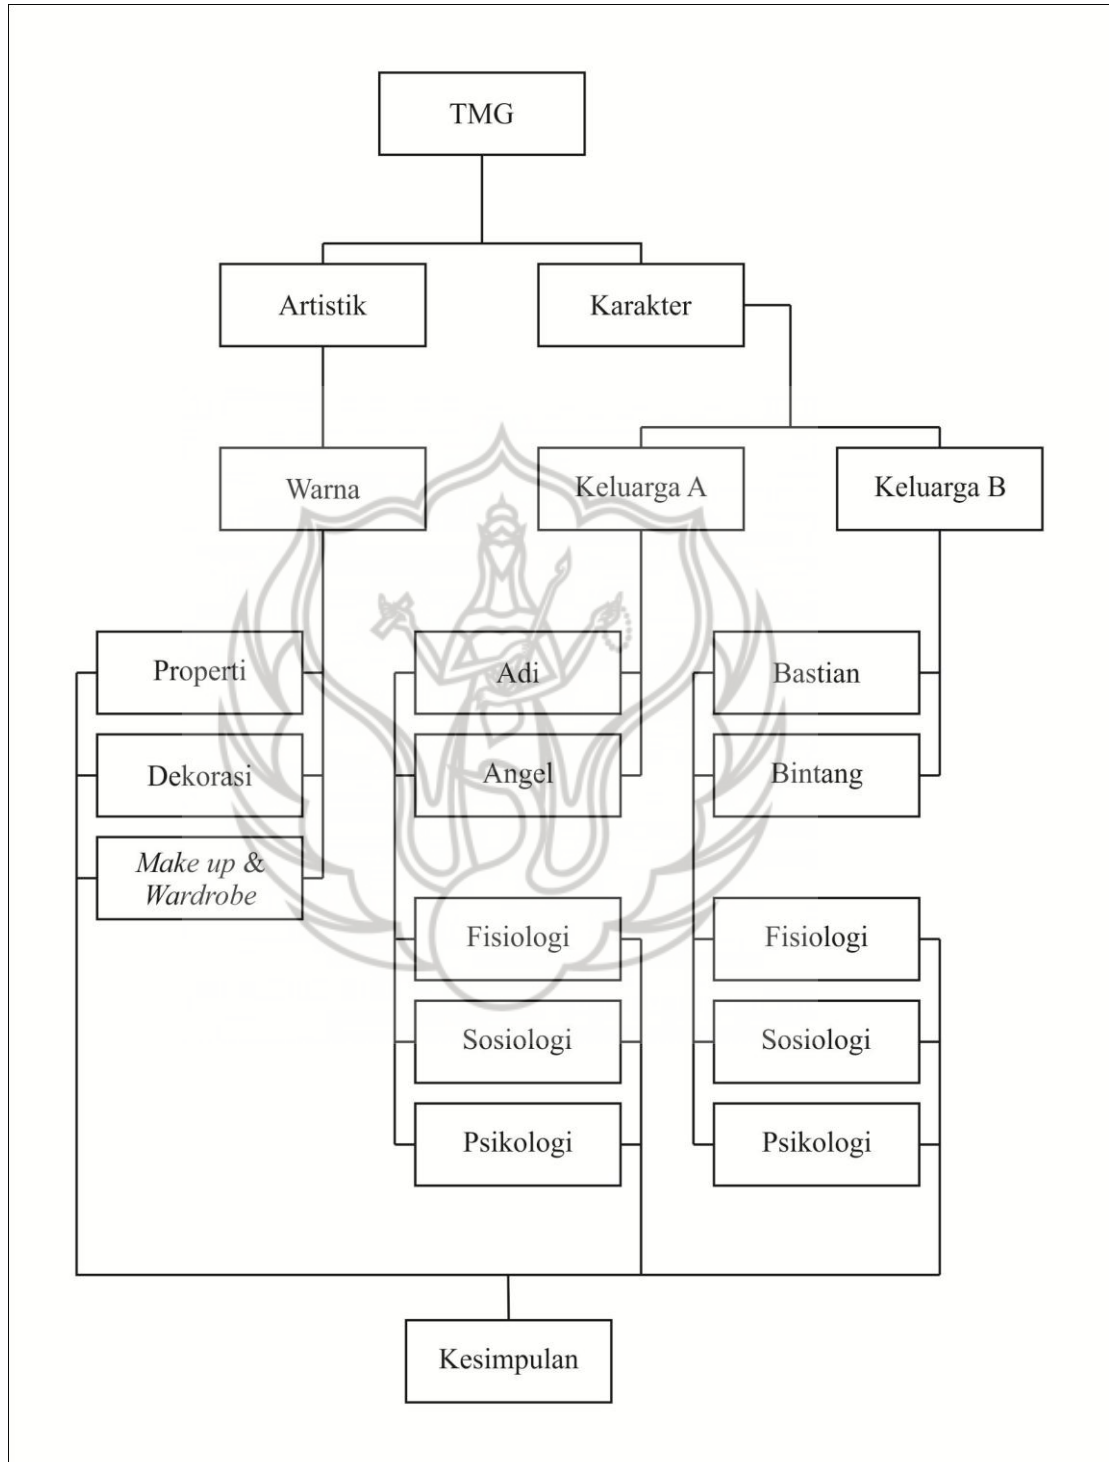 TMG
Artistik
Karakter
Warna
Keluarga A
Keluarga B
Properti
Adi
Bastian
Dekorasi
Angel
Bintang
Make up &
Wardrobe
Fisiologi
Fisiologi
Sosiologi
Sosiologi
Psikologi
Psikologi
Kesimpulan